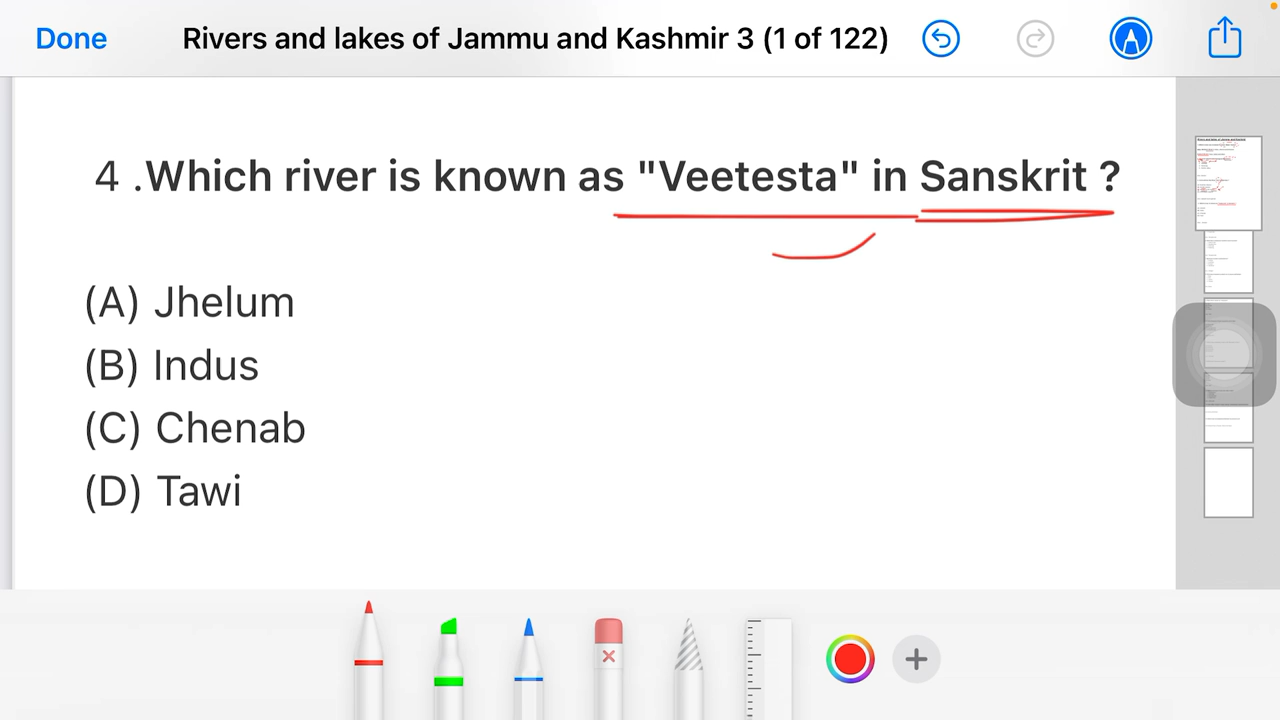 Done
Rivers and lakes of Jammu and Kashmir 3 (1 of 122)
4 .Which river is known as "Veetesta" in Sanskrit ?
(A) Jhelum
(B) Indus
(C) Chenab
(D) Tawi